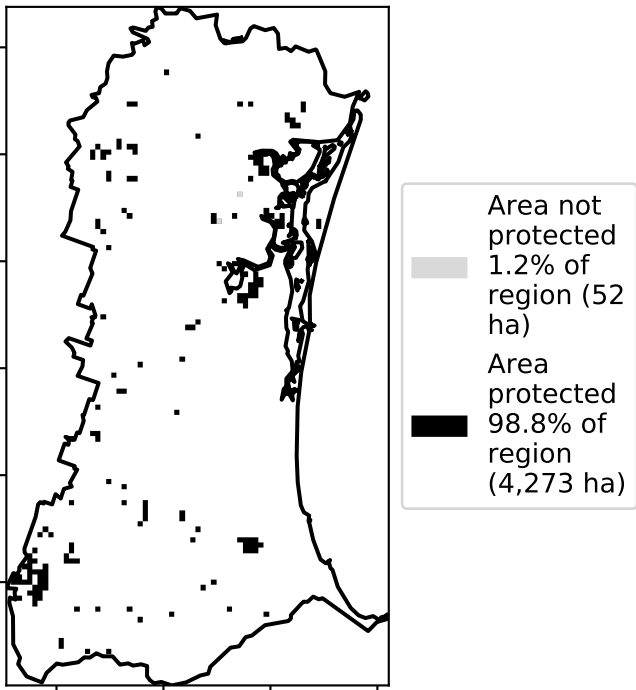 Area not
protected
1.2% of
region (52
ha)
Area
protected
98.8% of
region
(4,273 ha)